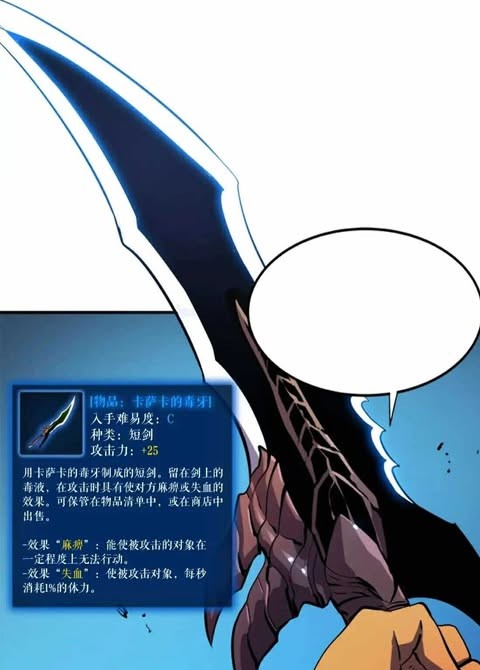 [物品：卡萨卡的毒牙]
入手难易度：C
种类：短剑
攻击力：+25
用卡萨卡的毒牙制成的短剑。留在剑上的
毒液，在攻击时具有使对方麻痹或失血的
效果。可保管在物品清单中，或在商店中
出售。
-效果“麻痹”：能使被攻击的对象在
一定程度上无法行动。
-效果“失血”：使被攻击对象，每秒
消耗1%的体力。